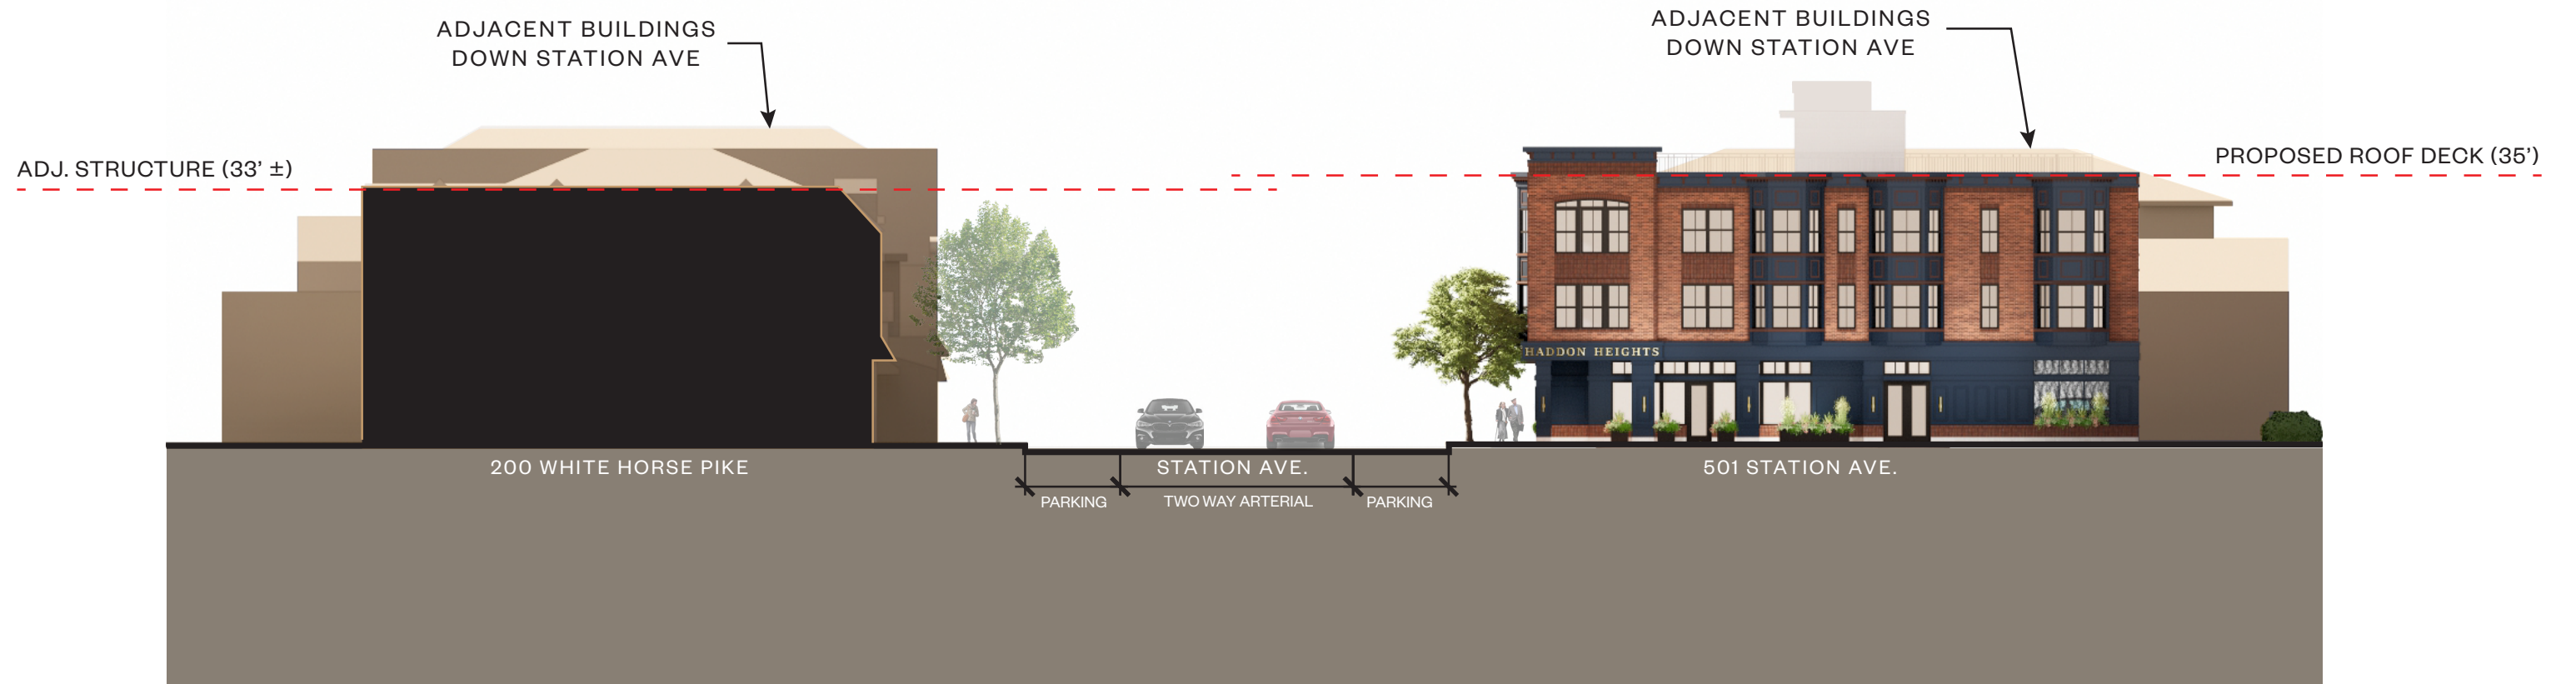 ADJACENT BUILDINGS
DOWN STATION AVE
ADJACENT BUILDINGS
DOWN STATION AVE
ADJ. STRUCTURE (33’ ±)
PROPOSED ROOF DECK (35’)
HADDON HEIGHTS
200 WHITE HORSE PIKE
STATION AVE.
501 STATION AVE.
PARKING
TWO WAY ARTERIAL
PARKING